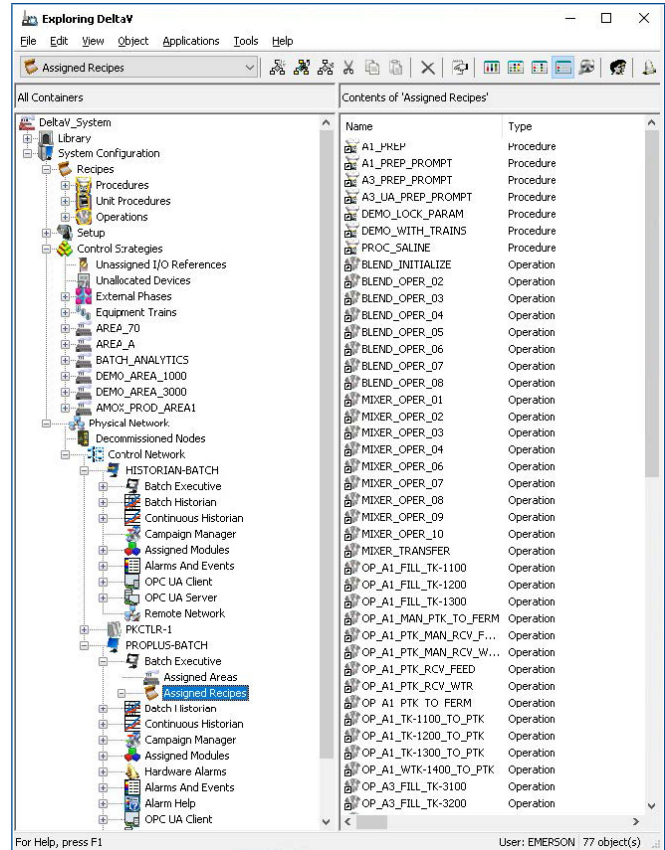 Exploring DeltaV
File Edit View Object Applications Tools Help
Assigned Recipes
All Containers
DeltaV_System
Library
System Configuration
Recipes
Procedures
Unit Procedures
Operations
Setup
Control Strategies
Unassigned I/O References
Unallocated Devices
External Phases
Equipment Trains
AREA_70
AREA_A
BATCH_ANALYTICS
DEMO_AREA_1000
DEMO_AREA_3000
AMOX_PROD_AREA1
Physical Network
Decommissioned Nodes
Control Network
HISTORIAN-BATCH
Batch Executive
Batch Historian
Continuous Historian
Campaign Manager
Assigned Modules
Alarms And Events
OPC UA Client
OPC UA Server
Remote Network
PKCTLR-1
PROPLUS-BATCH
Batch Executive
Assigned Areas
Assigned Recipes
Batch Historian
Continuous Historian
Campaign Manager
Assigned Modules
Hardware Alarms
Alarms And Events
Alarm Help
OPC UA Client
Contents of 'Assigned Recipes'
Name Type
A1_PREP Procedure
A1_PREP_PROMPT Procedure
A3_PREP_PROMPT Procedure
A3_UA_PREP_PROMPT Procedure
DEMO_LOCK_PARAM Procedure
DEMO_WITH_TRAINS Procedure
PROC_SALINE Procedure
BLEND_INITIALIZE Operation
BLEND_OPER_02 Operation
BLEND_OPER_03 Operation
BLEND_OPER_04 Operation
BLEND_OPER_05 Operation
BLEND_OPER_06 Operation
BLEND_OPER_07 Operation
BLEND_OPER_08 Operation
MIXER_OPER_01 Operation
MIXER_OPER_02 Operation
MIXER_OPER_03 Operation
MIXER_OPER_04 Operation
MIXER_OPER_06 Operation
MIXER_OPER_07 Operation
MIXER_OPER_08 Operation
MIXER_OPER_09 Operation
MIXER_OPER_10 Operation
MIXER_TRANSFER Operation
OP_A1_FILL_TK-1100 Operation
OP_A1_FILL_TK-1200 Operation
OP_A1_FILL_TK-1300 Operation
OP_A1_MAN_PTK_TO_FERM Operation
OP_A1_PTK_MAN_RCV_F... Operation
OP_A1_PTK_MAN_RCV_W... Operation
OP_A1_PTK_RCV_FEED Operation
OP_A1_PTK_RCV_WTR Operation
OP_A1_PTK_TO_FERM Operation
OP_A1_TK-1100_TO_PTK Operation
OP_A1_TK-1200_TO_PTK Operation
OP_A1_TK-1300_TO_PTK Operation
OP_A1_WTK-1400_TO_PTK Operation
OP_A3_FILL_TK-3100 Operation
OP_A3_FILL_TK-3200 Operation
For Help, press F1
User: EMERSON 77 object(s)